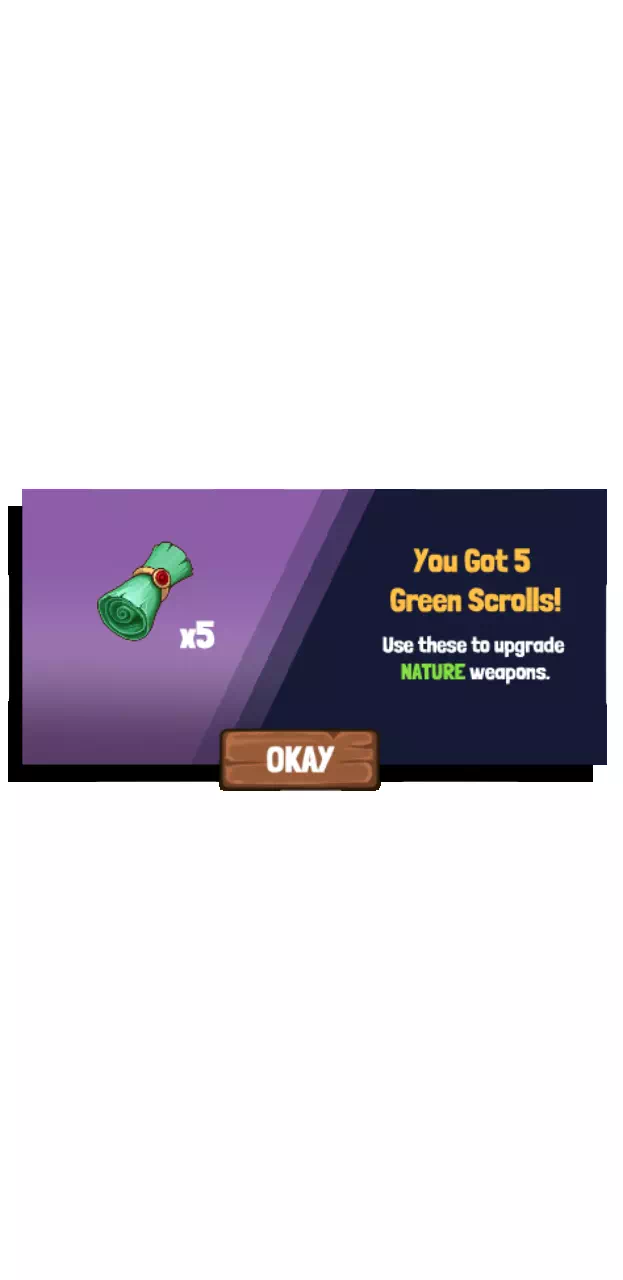 You Got 5
Green Scrolls!
Use these to upgrade
NATURE weapons.
x5
OKAY